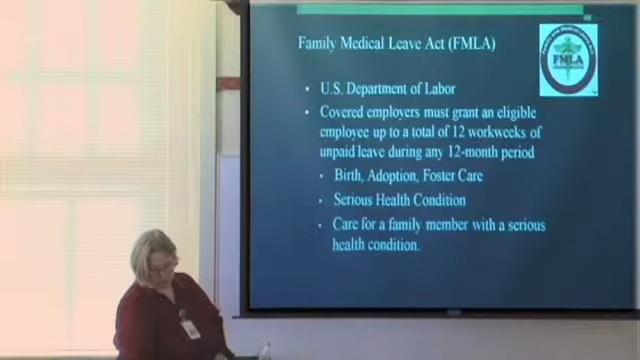 Family Medical Leave Act (FMLA)
FMLA
U.S. Department of Labor
Covered employers must grant an eligible
employee up to a total of 12 workweeks of
unpaid leave during any 12-month period
Birth, Adoption, Foster Care
Serious Health Condition
Care for a family member with a serious
health condition.